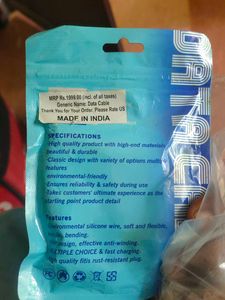 MRP Rs.1999.00 (incl. of all taxes)
Generic Name: Data Cable
Thank You for Your Order, Please Rate US
MADE IN INDIA
SPECIFICATIONS
-High quality product with high-end materials
beautiful & durable
-Classic design with variety of options multiple
features
environmental-friendly
-Ensures reliability & safety during use
-Takes customers' ultimate experience as the
starting point product detail
Features
Environmental silicone wire, soft and flexible,
bending.
design, effective anti-winding.
MULTIPLE CHOICE & fast charging.
high quality fitis rust-resistant plug.